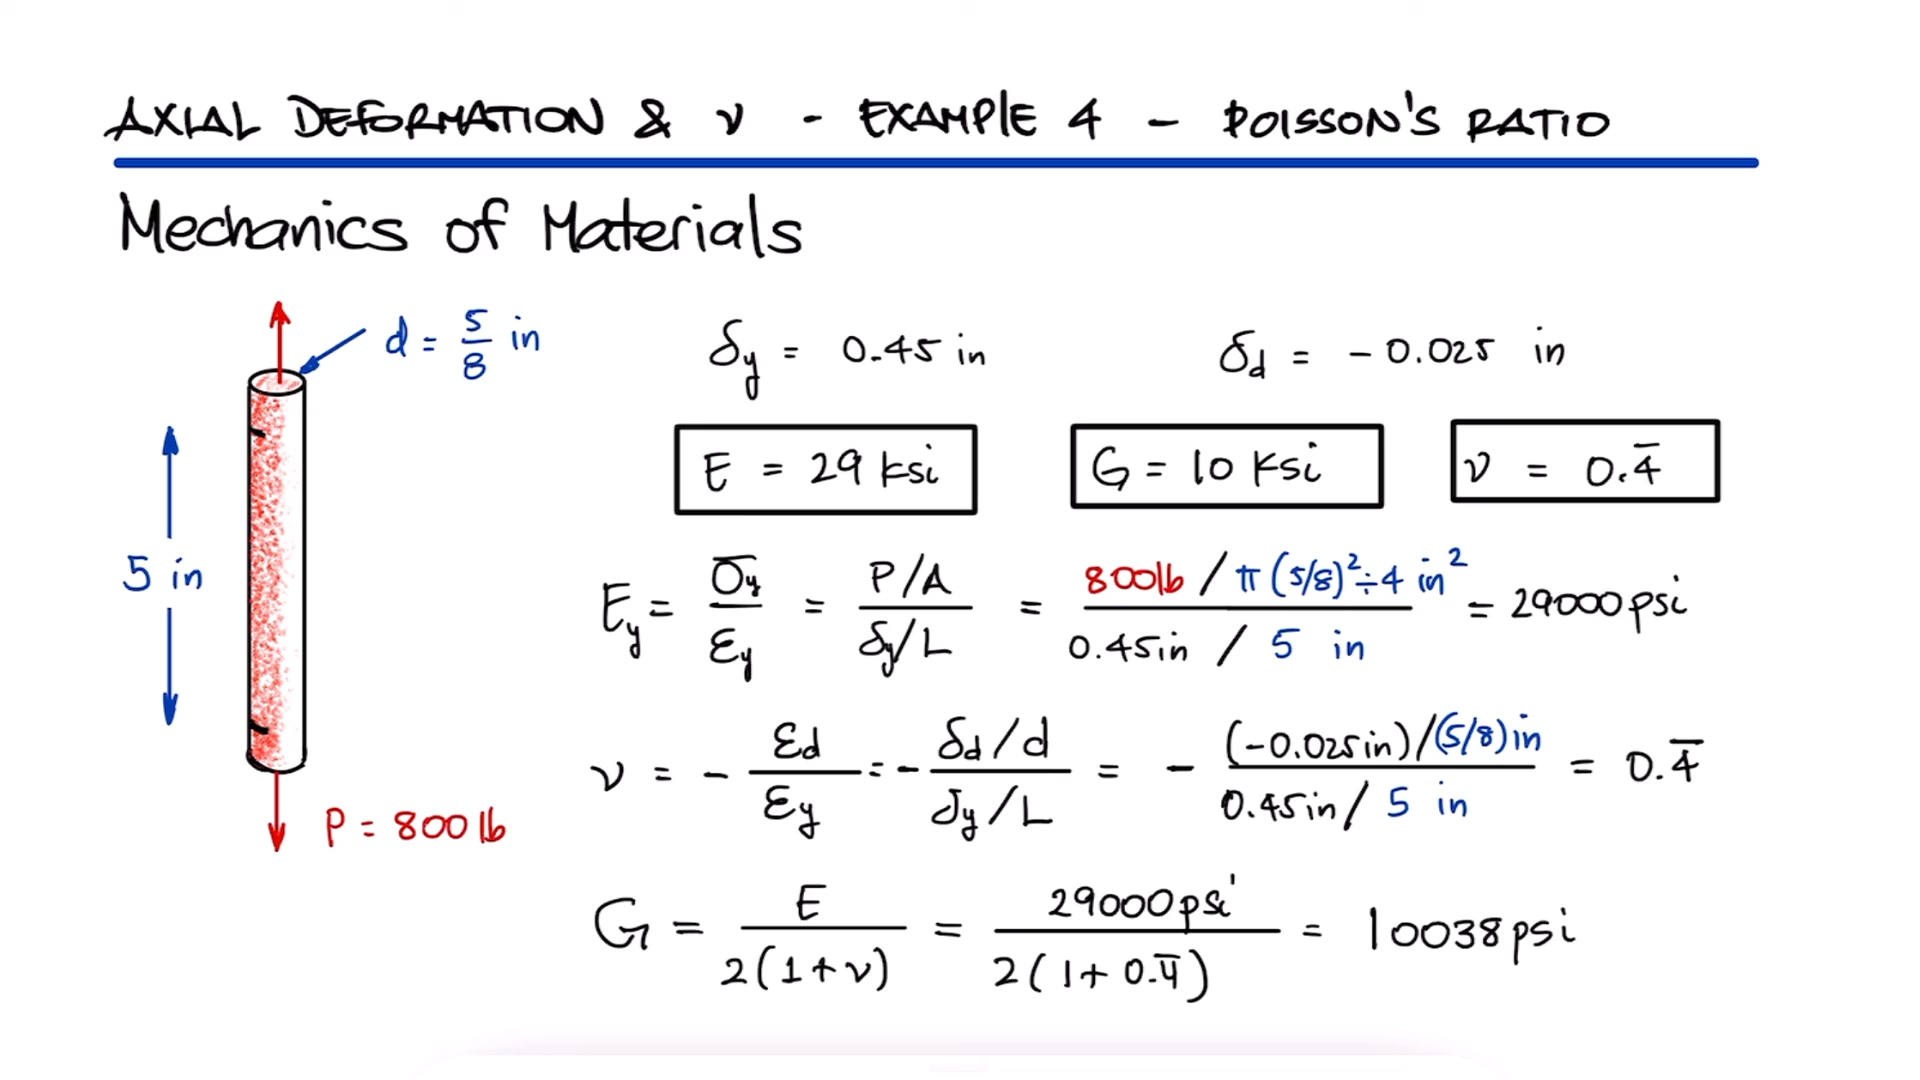 AXIAL DEFORMATION & ν - EXAMPLE 4 - POISSON'S RATIO
Mechanics of Materials
d = 5/8 in
δy = 0.45 in
δd = -0.025 in
E = 29 ksi
G = 10 ksi
ν = 0.4̅
5 in
Ey = σy/εy = P/A / δy/L = 800lb / π(5/8)²÷4 in² / 0.45in / 5 in = 29000psi
ν = - εd/εy = - δd/d / δy/L = - (-0.025in)/(5/8)in / 0.45in / 5 in = 0.4̅
P = 800 lb
G = E / 2(1+ν) = 29000psi / 2(1+0.4̅) = 10038psi